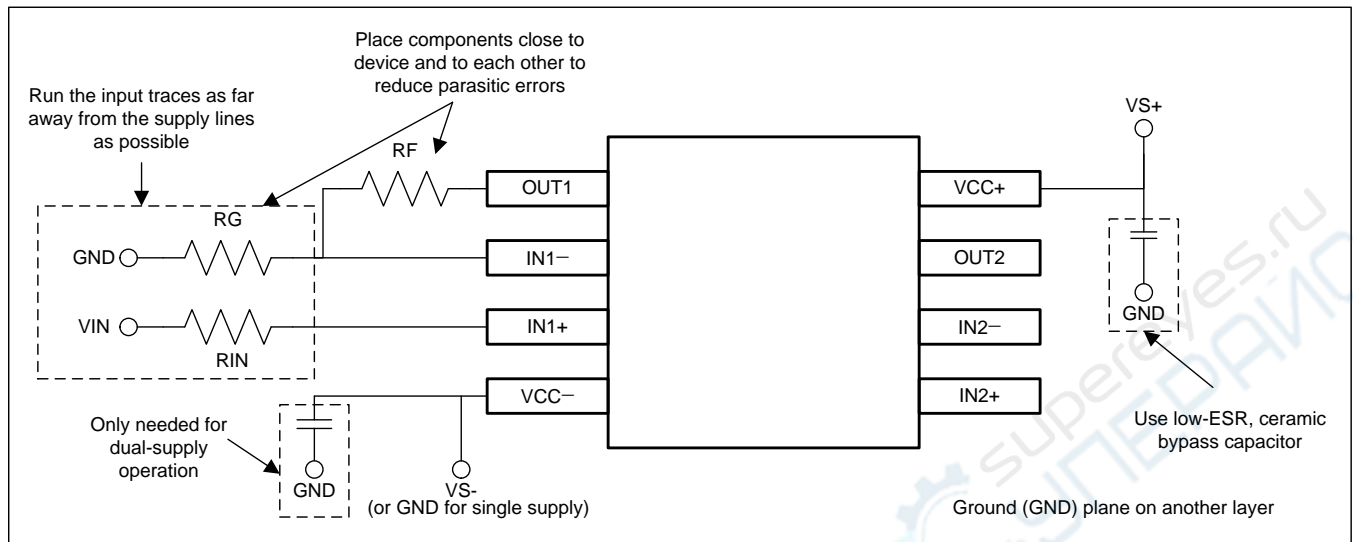 Place components close to
device and to each other to
reduce parasitic errors
Run the input traces as far
away from the supply lines
as possible
VS+
RF
OUT1
VCC+
RG
GND
IN1−
OUT2
VIN
IN1+
IN2−
GND
RIN
VCC−
IN2+
Only needed for
dual-supply
operation
Use low-ESR, ceramic
bypass capacitor
GND
VS-
(or GND for single supply)
Ground (GND) plane on another layer
supereyes.ru